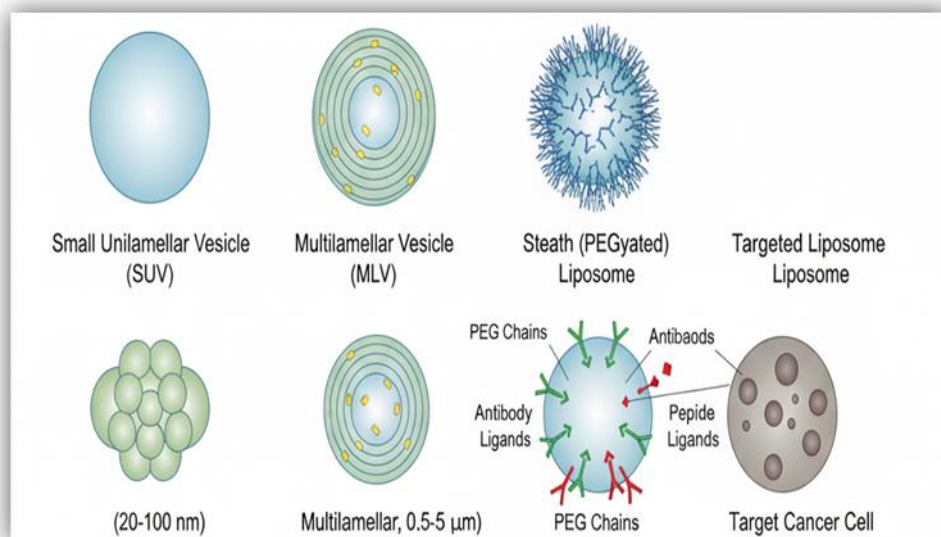 Small Unilamellar Vesicle
(SUV)
Multilamellar Vesicle
(MLV)
Steath (PEGyated)
Liposome
Targeted Liposome
Liposome
PEG Chains
Antibaods
Antibody
Ligands
Pepide
Ligands
(20-100 nm)
Multilamellar, 0.5-5 μm)
PEG Chains
Target Cancer Cell